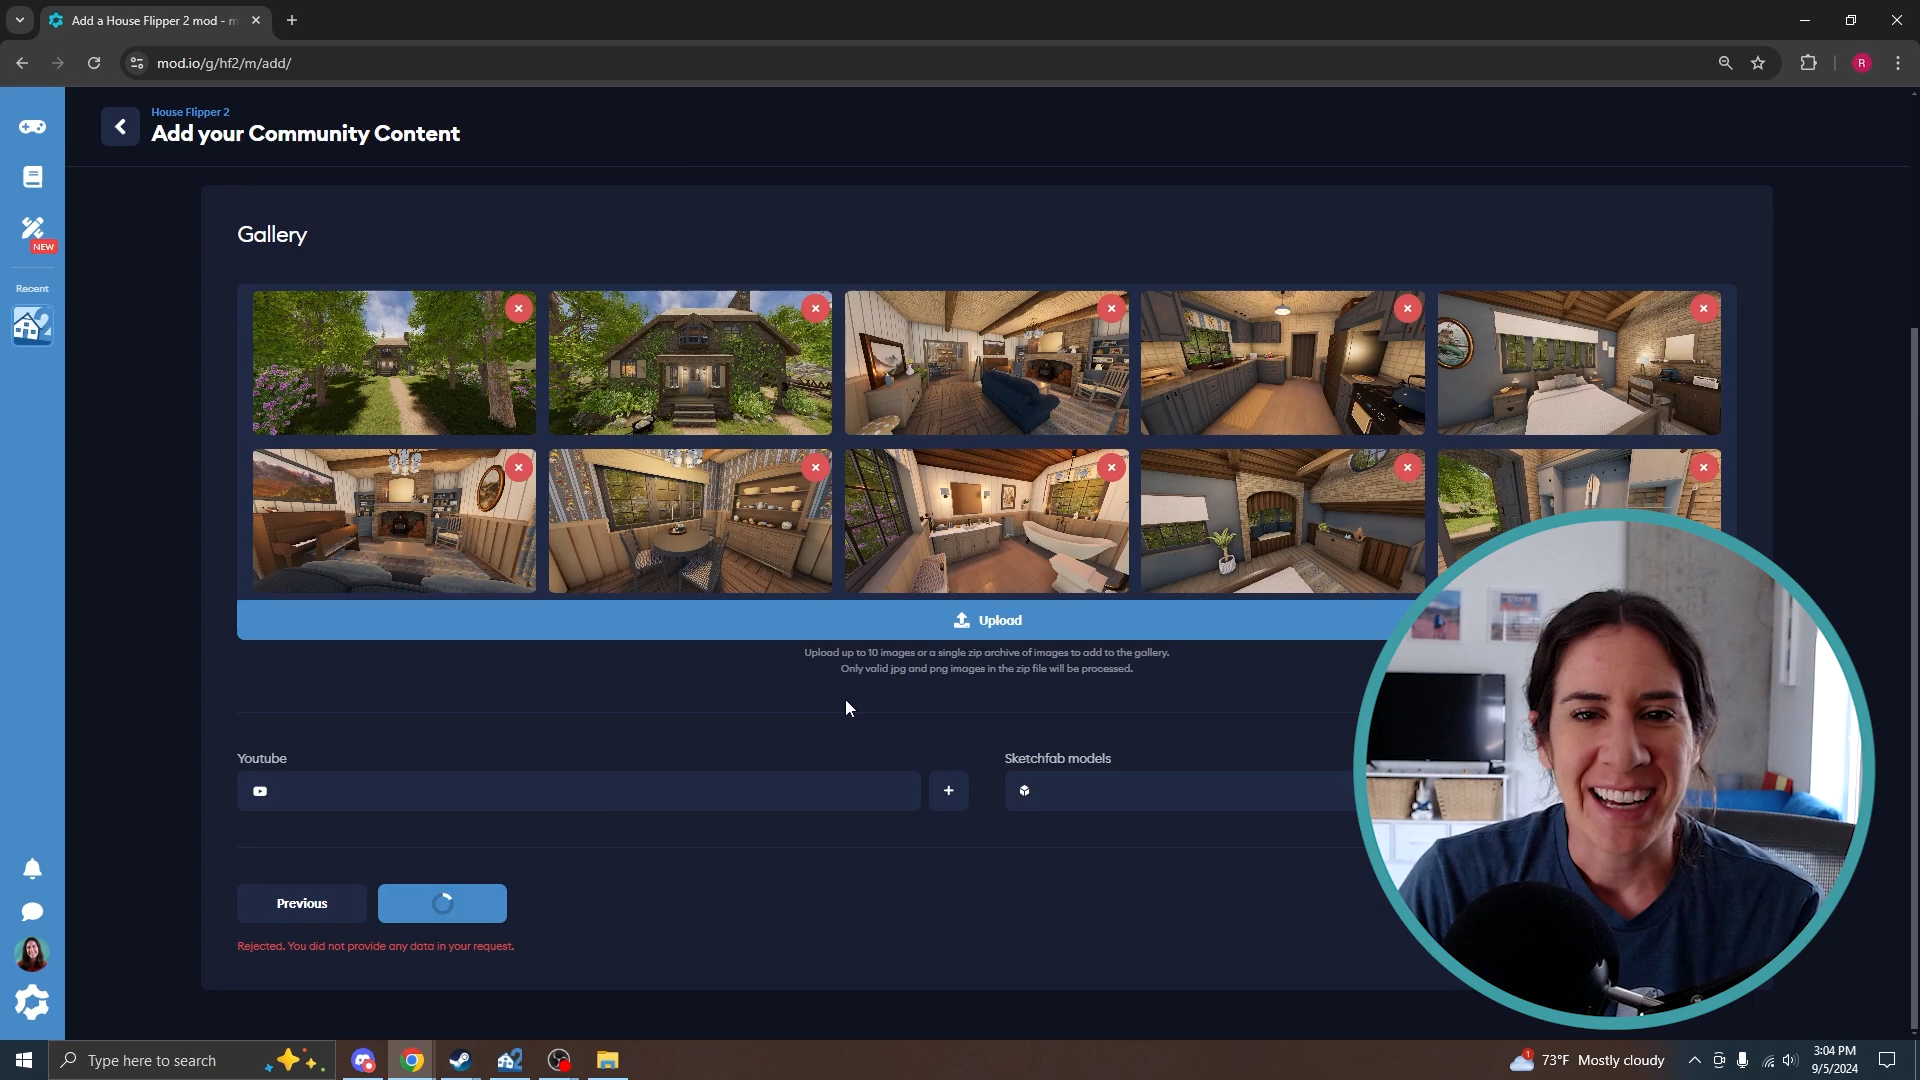 Add a House Flipper 2 mod - m
mod.io/g/hf2/m/add/
R
House Flipper 2
Add your Community Content
NEW
Recent
2
Gallery
Upload
Upload up to 10 images or a single zip archive of images to add to the gallery.
Only valid jpg and png images in the zip file will be processed.
Youtube
Sketchfab models
Previous
Rejected. You did not provide any data in your request.
Type here to search
2
1
73°F Mostly cloudy
3:04 PM
9/5/2024